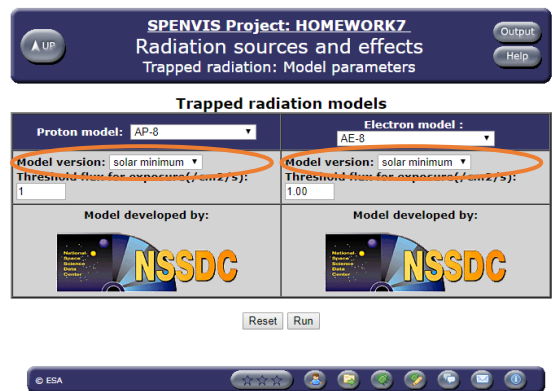 SPENVIS Project: HOMEWORK7
UP
Radiation sources and effects
Trapped radiation: Model parameters
Output
Help
Trapped radiation models
Proton model: AP-8
Electron model :
AE-8
Model version: solar minimum
Threshold flux for exposure(/cm2/s):
1
Model version: solar minimum
Threshold flux for exposure(/cm2/s):
1.00
Model developed by:
National
Space
Science
Data
Center
NSSDC
Model developed by:
National
Space
Science
Data
Center
NSSDC
Reset
Run
© ESA